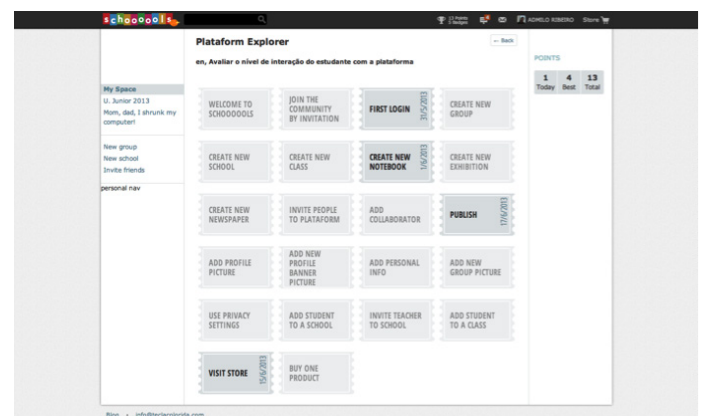 schoooools
12 Points
3 Badges
ADMILO RIBEIRO
Store
Plataform Explorer
← Back
en, Avaliar o nível de interação do estudante com a plataforma
POINTS
1 4 13
Today Best Total
My Space
U. Junior 2013
Mom, dad, I shrunk my
computer!
New group
New school
Invite friends
personal nav
WELCOME TO
SCHOOOOOLS
JOIN THE
COMMUNITY
BY INVITATION
FIRST LOGIN
31/5/2013
CREATE NEW
GROUP
CREATE NEW
SCHOOL
CREATE NEW
CLASS
CREATE NEW
NOTEBOOK
1/6/2013
CREATE NEW
EXHIBITION
CREATE NEW
NEWSPAPER
INVITE PEOPLE
TO PLATAFORM
ADD
COLLABORATOR
PUBLISH
17/6/2013
ADD PROFILE
PICTURE
ADD NEW
PROFILE
BANNER
PICTURE
ADD PERSONAL
INFO
ADD NEW
GROUP PICTURE
USE PRIVACY
SETTINGS
ADD STUDENT
TO A SCHOOL
INVITE TEACHER
TO SCHOOL
ADD STUDENT
TO A CLASS
VISIT STORE
15/6/2013
BUY ONE
PRODUCT
Blog